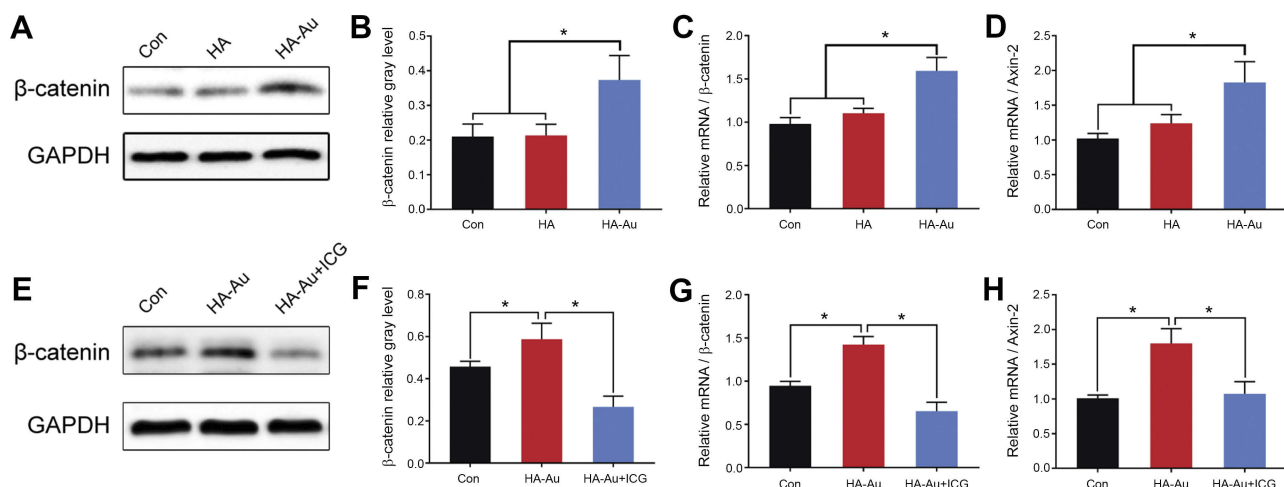 A
Con
HA
HA-Au
β-catenin
GAPDH
B
*
β-catenin relative gray level
0.5
0.4
0.3
0.2
0.1
0.0
Con
HA
HA-Au
C
*
Relative mRNA / β-catenin
2.0
1.5
1.0
0.5
0.0
Con
HA
HA-Au
D
*
Relative mRNA / Axin-2
2.5
2.0
1.5
1.0
0.5
0.0
Con
HA
HA-Au
E
Con
HA-Au
HA-Au+ICG
β-catenin
GAPDH
F
*
*
β-catenin relative gray level
0.8
0.6
0.4
0.2
0.0
Con
HA-Au
HA-Au+ICG
G
*
*
Relative mRNA / β-catenin
2.0
1.5
1.0
0.5
0.0
Con
HA-Au
HA-Au+ICG
H
*
*
Relative mRNA / Axin-2
2.5
2.0
1.5
1.0
0.5
0.0
Con
HA-Au
HA-Au+ICG